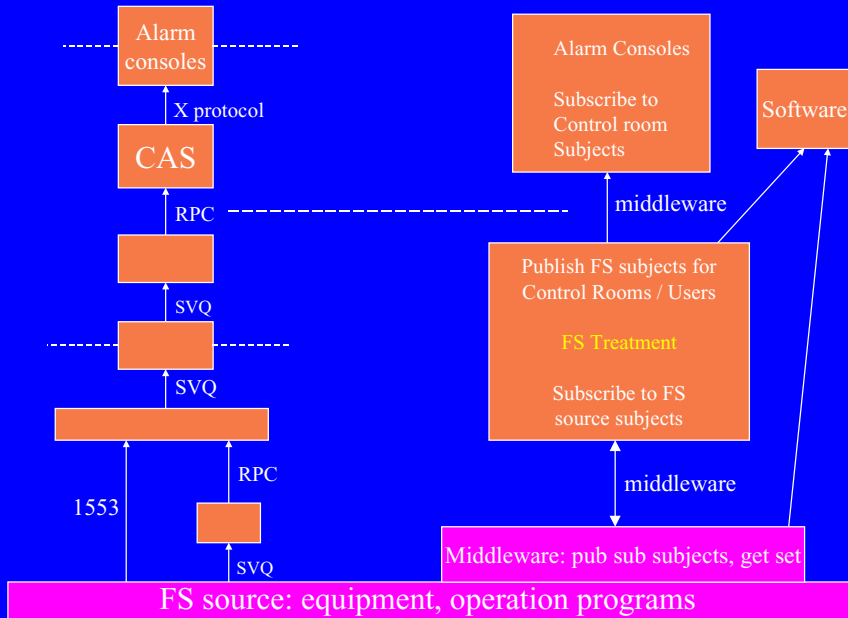 Alarm
consoles
X protocol
CAS
RPC
SVQ
SVQ
RPC
1553
SVQ
Alarm Consoles
Subscribe to
Control room
Subjects
Software
middleware
Publish FS subjects for
Control Rooms / Users
FS Treatment
Subscribe to FS
source subjects
middleware
Middleware: pub sub subjects, get set
FS source: equipment, operation programs